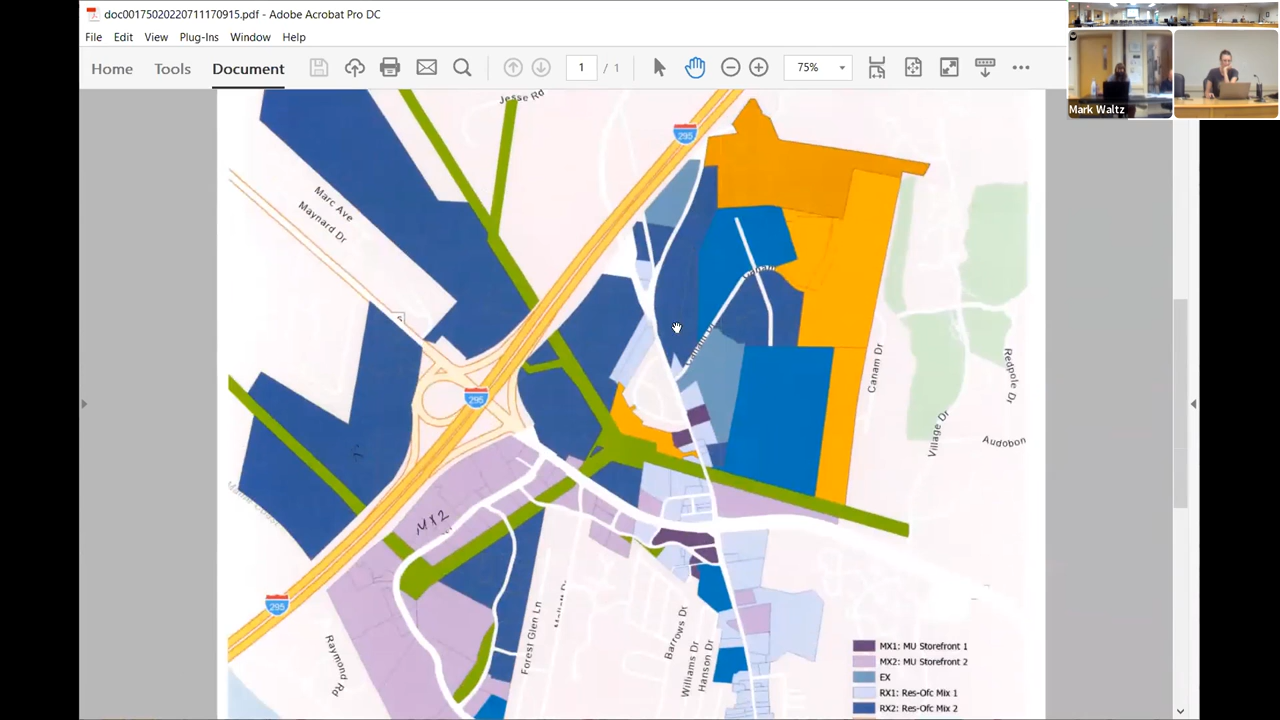 doc00175020220711170915.pdf - Adobe Acrobat Pro DC
File Edit View Plug-Ins Window Help
Home Tools Document 1 / 1 75%
Mark Waltz
Jesse Rd
295
Marc Ave
Maynard Dr
Canam Dr
Redpole Dr
Village Dr
Audobon
295
MX2
295
Raymond Rd
Forest Glen Ln
Barrows Dr
Williams Dr
Hanson Dr
MX1: MU Storefront 1
MX2: MU Storefront 2
EX
RX1: Res-Ofc Mix 1
RX2: Res-Ofc Mix 2